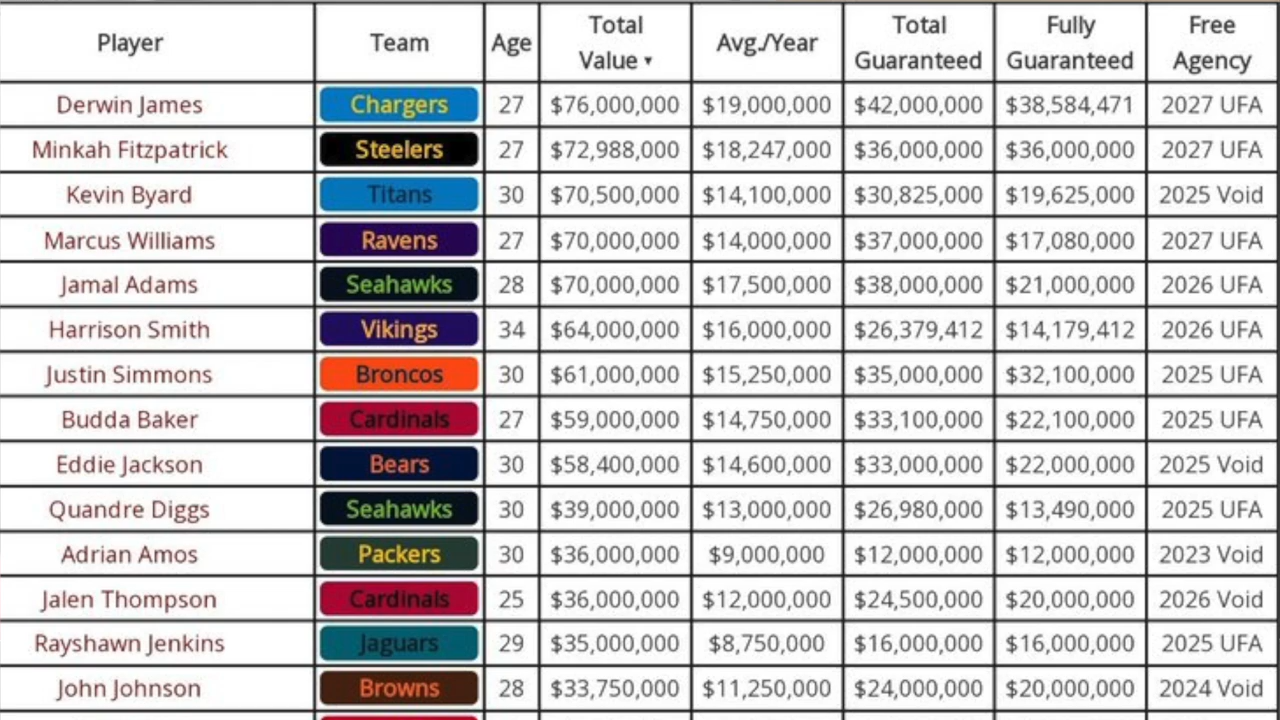 Player Team Age Total Value ▾ Avg./Year Total Guaranteed Fully Guaranteed Free Agency
Derwin James Chargers 27 $76,000,000 $19,000,000 $42,000,000 $38,584,471 2027 UFA
Minkah Fitzpatrick Steelers 27 $72,988,000 $18,247,000 $36,000,000 $36,000,000 2027 UFA
Kevin Byard Titans 30 $70,500,000 $14,100,000 $30,825,000 $19,625,000 2025 Void
Marcus Williams Ravens 27 $70,000,000 $14,000,000 $37,000,000 $17,080,000 2027 UFA
Jamal Adams Seahawks 28 $70,000,000 $17,500,000 $38,000,000 $21,000,000 2026 UFA
Harrison Smith Vikings 34 $64,000,000 $16,000,000 $26,379,412 $14,179,412 2026 UFA
Justin Simmons Broncos 30 $61,000,000 $15,250,000 $35,000,000 $32,100,000 2025 UFA
Budda Baker Cardinals 27 $59,000,000 $14,750,000 $33,100,000 $22,100,000 2025 UFA
Eddie Jackson Bears 30 $58,400,000 $14,600,000 $33,000,000 $22,000,000 2025 Void
Quandre Diggs Seahawks 30 $39,000,000 $13,000,000 $26,980,000 $13,490,000 2025 UFA
Adrian Amos Packers 30 $36,000,000 $9,000,000 $12,000,000 $12,000,000 2023 Void
Jalen Thompson Cardinals 25 $36,000,000 $12,000,000 $24,500,000 $20,000,000 2026 Void
Rayshawn Jenkins Jaguars 29 $35,000,000 $8,750,000 $16,000,000 $16,000,000 2025 UFA
John Johnson Browns 28 $33,750,000 $11,250,000 $24,000,000 $20,000,000 2024 Void